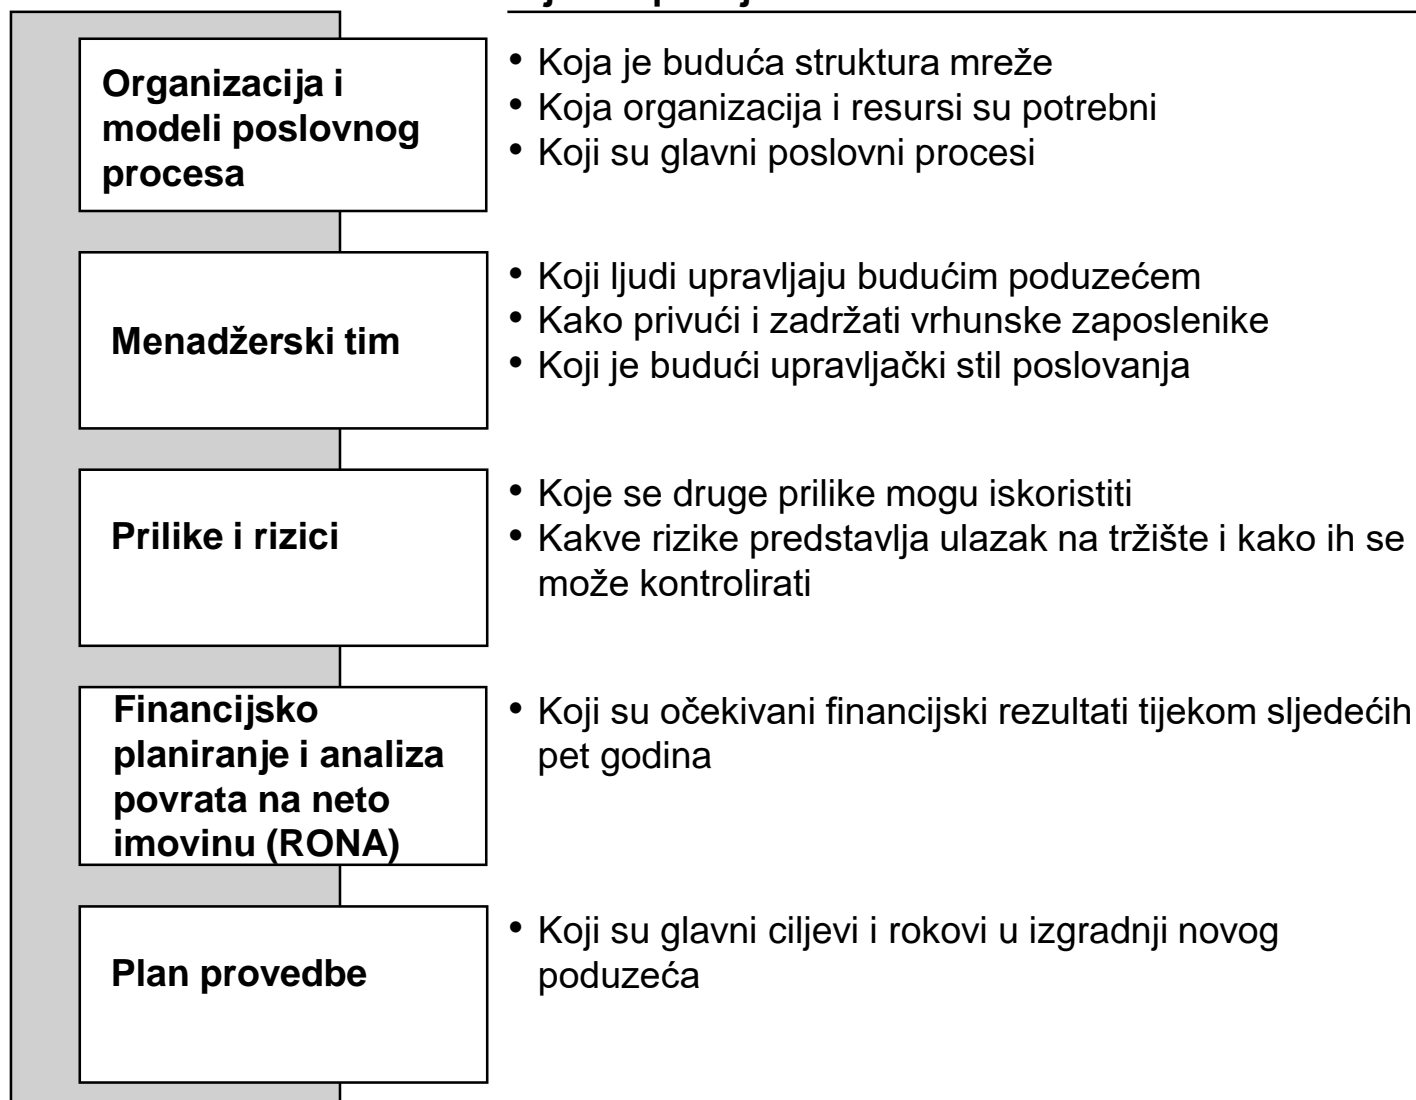 Organizacija i
modeli poslovnog
procesa
• Koja je buduća struktura mreže
• Koja organizacija i resursi su potrebni
• Koji su glavni poslovni procesi
Menadžerski tim
• Koji ljudi upravljaju budućim poduzećem
• Kako privući i zadržati vrhunske zaposlenike
• Koji je budući upravljački stil poslovanja
Prilike i rizici
• Koje se druge prilike mogu iskoristiti
• Kakve rizike predstavlja ulazak na tržište i kako ih se
može kontrolirati
Financijsko
planiranje i analiza
povrata na neto
imovinu (RONA)
• Koji su očekivani financijski rezultati tijekom sljedećih
pet godina
Plan provedbe
• Koji su glavni ciljevi i rokovi u izgradnji novog
poduzeća